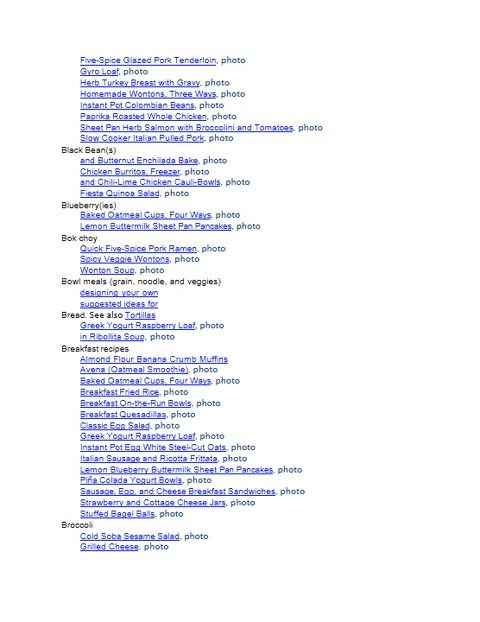 Five-Spice Glazed Pork Tenderloin, photo
Gyro Loaf, photo
Herb Turkey Breast with Gravy, photo
Homemade Wontons, Three Ways, photo
Instant Pot Colombian Beans, photo
Paprika Roasted Whole Chicken, photo
Sheet Pan Herb Salmon with Broccolini and Tomatoes, photo
Slow Cooker Italian Pulled Pork, photo
Black Bean(s)
and Butternut Enchilada Bake, photo
Chicken Burritos, Freezer, photo
and Chili-Lime Chicken Cauli-Bowls, photo
Fiesta Quinoa Salad, photo
Blueberry(ies)
Baked Oatmeal Cups, Four Ways, photo
Lemon Buttermilk Sheet Pan Pancakes, photo
Bok choy
Quick Five-Spice Pork Ramen, photo
Spicy Veggie Wontons, photo
Wonton Soup, photo
Bowl meals (grain, noodle, and veggies)
designing your own
suggested ideas for
Bread. See also Tortillas
Greek Yogurt Raspberry Loaf, photo
in Ribollita Soup, photo
Breakfast recipes
Almond Flour Banana Crumb Muffins
Avena (Oatmeal Smoothie), photo
Baked Oatmeal Cups, Four Ways, photo
Breakfast Fried Rice, photo
Breakfast On-the-Run Bowls, photo
Breakfast Quesadillas, photo
Classic Egg Salad, photo
Greek Yogurt Raspberry Loaf, photo
Instant Pot Egg White Steel-Cut Oats, photo
Italian Sausage and Ricotta Frittata, photo
Lemon Blueberry Buttermilk Sheet Pan Pancakes, photo
Piña Colada Yogurt Bowls, photo
Sausage, Egg, and Cheese Breakfast Sandwiches, photo
Strawberry and Cottage Cheese Jars, photo
Stuffed Bagel Balls, photo
Broccoli
Cold Soba Sesame Salad, photo
Grilled Cheese, photo